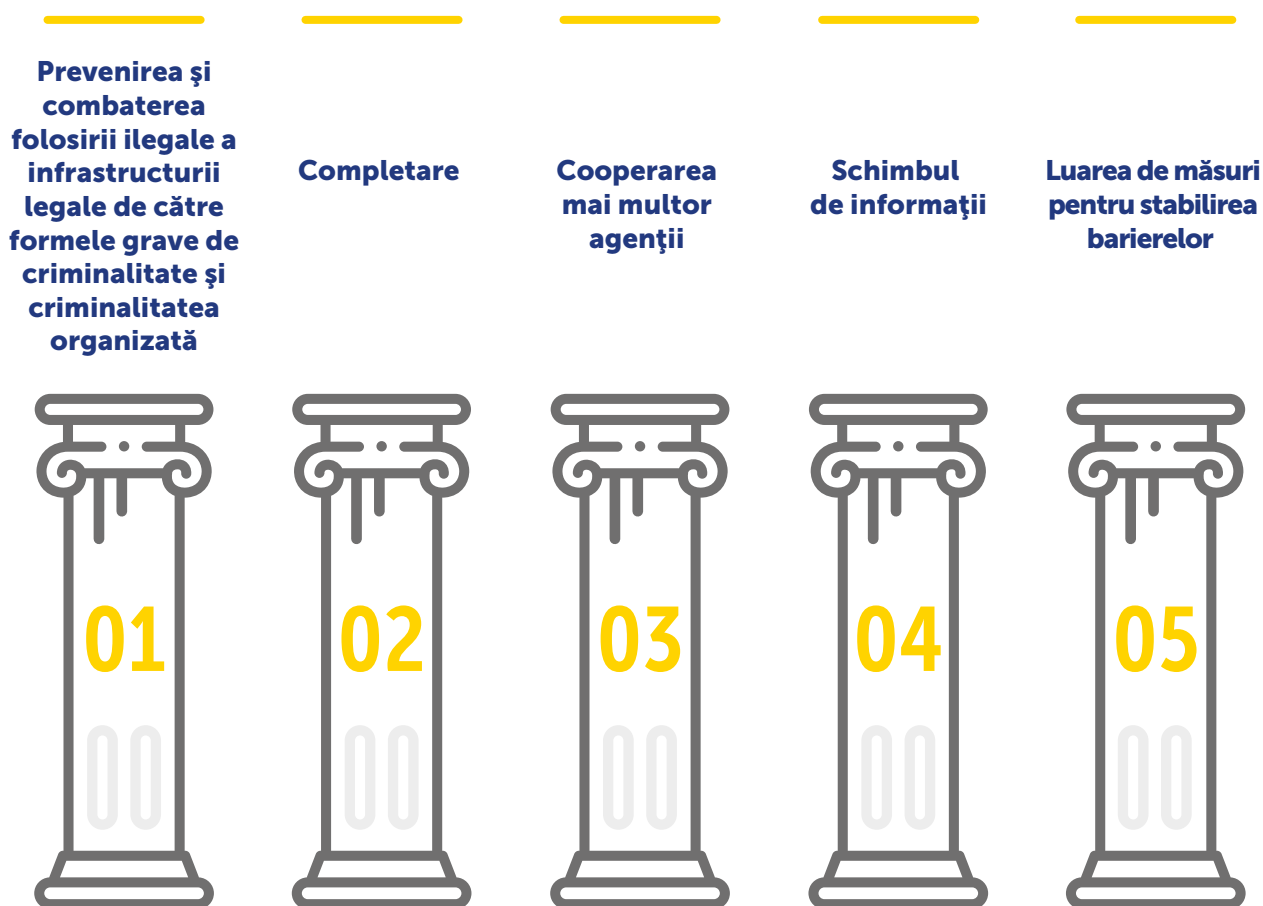 Prevenirea şi
combaterea
folosirii ilegale a
infrastructurii
legale de către
formele grave de
criminalitate şi
criminalitatea
organizată
Completare
Cooperarea
mai multor
agenţii
Schimbul
de informaţii
Luarea de măsuri
pentru stabilirea
barierelor
01
02
03
04
05